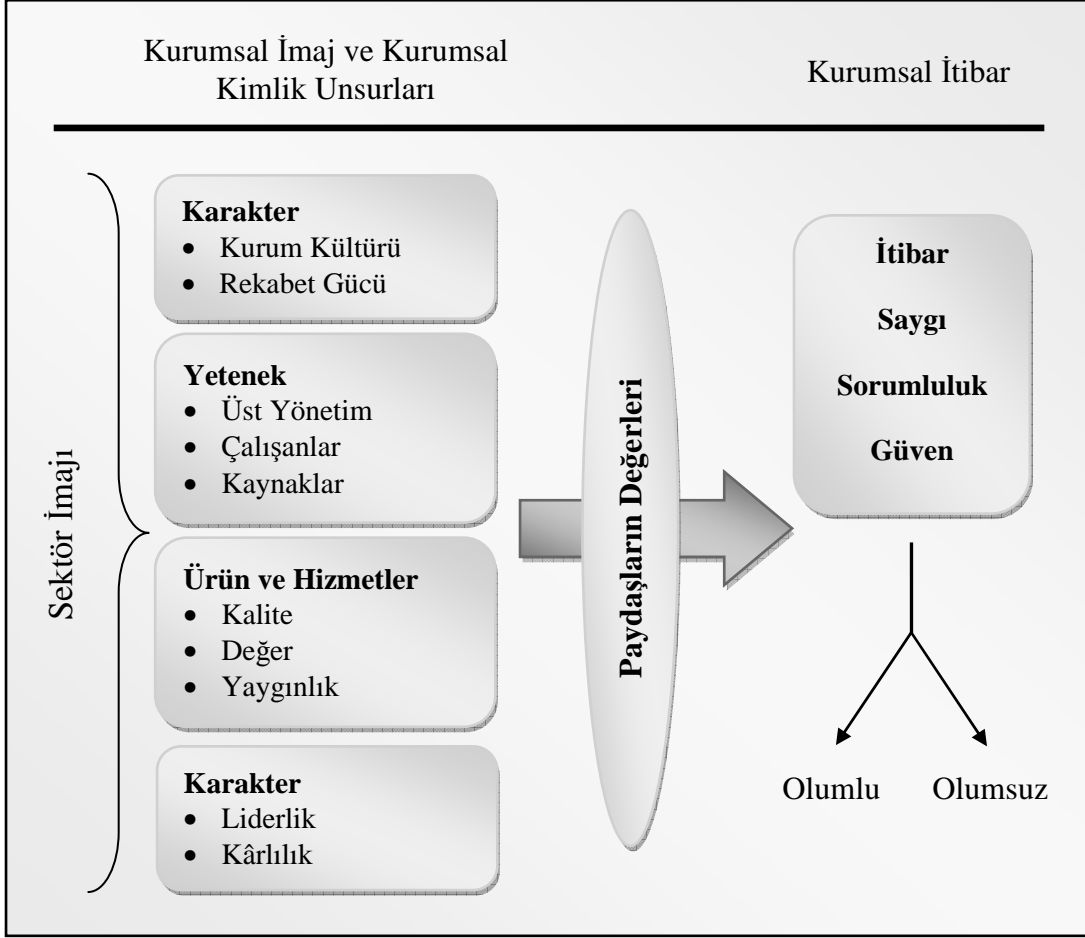 Kurumsal İmaj ve Kurumsal
Kimlik Unsurları
Kurumsal İtibar
Sektör İmajı
Karakter
• Kurum Kültürü
• Rekabet Gücü
Yetenek
• Üst Yönetim
• Çalışanlar
• Kaynaklar
Ürün ve Hizmetler
• Kalite
• Değer
• Yaygınlık
Karakter
• Liderlik
• Kârlılık
Paydaşların Değerleri
İtibar
Saygı
Sorumluluk
Güven
Olumlu
Olumsuz